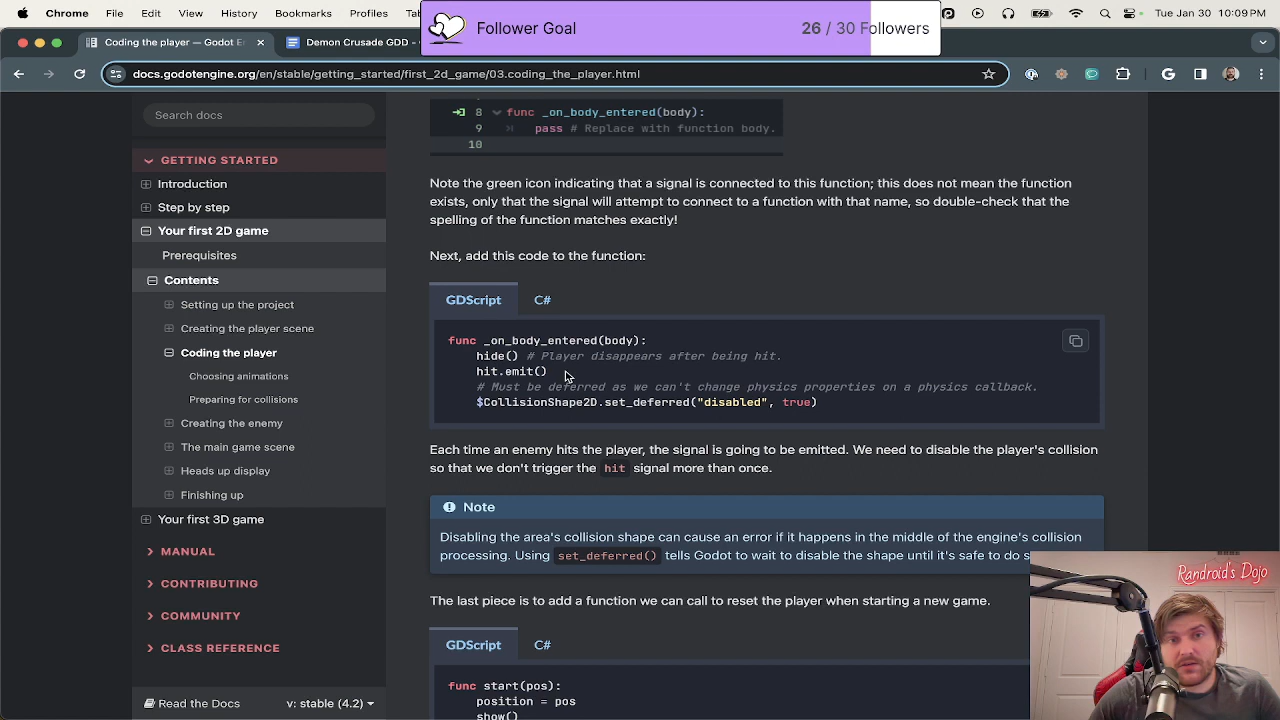 Chrome File Edit View History Bookmarks
Tue Jan 30 10:09 PM
Follower Goal
26 / 30 Followers
Coding the player — Godot E
Demon Crusade GDD -
docs.godotengine.org/en/stable/getting_started/first_2d_game/03.coding_the_player.html
Search docs
GETTING STARTED
Introduction
Step by step
Your first 2D game
Prerequisites
Contents
Setting up the project
Creating the player scene
Coding the player
Choosing animations
Preparing for collisions
Creating the enemy
The main game scene
Heads up display
Finishing up
Your first 3D game
MANUAL
CONTRIBUTING
COMMUNITY
CLASS REFERENCE
Read the Docs
v: stable (4.2)
8 func _on_body_entered(body):
9 pass # Replace with function body.
10
Note the green icon indicating that a signal is connected to this function; this does not mean the function
exists, only that the signal will attempt to connect to a function with that name, so double-check that the
spelling of the function matches exactly!
Next, add this code to the function:
GDScript C#
func _on_body_entered(body):
hide() # Player disappears after being hit.
hit.emit()
# Must be deferred as we can't change physics properties on a physics callback.
$CollisionShape2D.set_deferred("disabled", true)
Each time an enemy hits the player, the signal is going to be emitted. We need to disable the player's collision
so that we don't trigger the hit signal more than once.
Note
Disabling the area's collision shape can cause an error if it happens in the middle of the engine's collision
processing. Using set_deferred() tells Godot to wait to disable the shape until it's safe to do s
The last piece is to add a function we can call to reset the player when starting a new game.
GDScript C#
func start(pos):
position = pos
show()
Randroid's Dojo